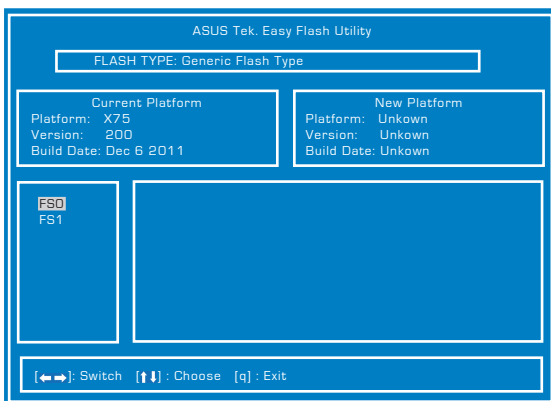 ASUS Tek. Easy Flash Utility
FLASH TYPE: Generic Flash Type
Current Platform
Platform: X75
Version: 200
Build Date: Dec 6 2011
New Platform
Platform: Unkown
Version: Unkown
Build Date: Unkown
FS0
FS1
[←→]: Switch [↑↓] : Choose [q] : Exit